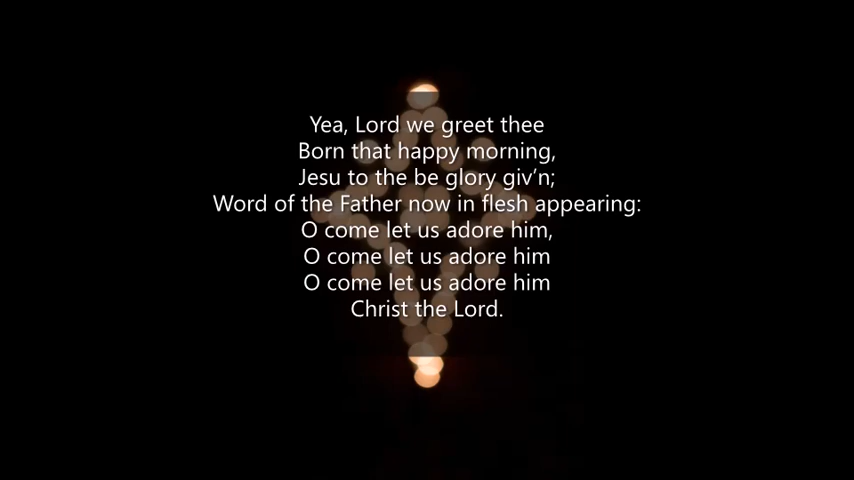 Yea, Lord we greet thee
Born that happy morning,
Jesu to the be glory giv’n;
Word of the Father now in flesh appearing:
O come let us adore him,
O come let us adore him
O come let us adore him
Christ the Lord.